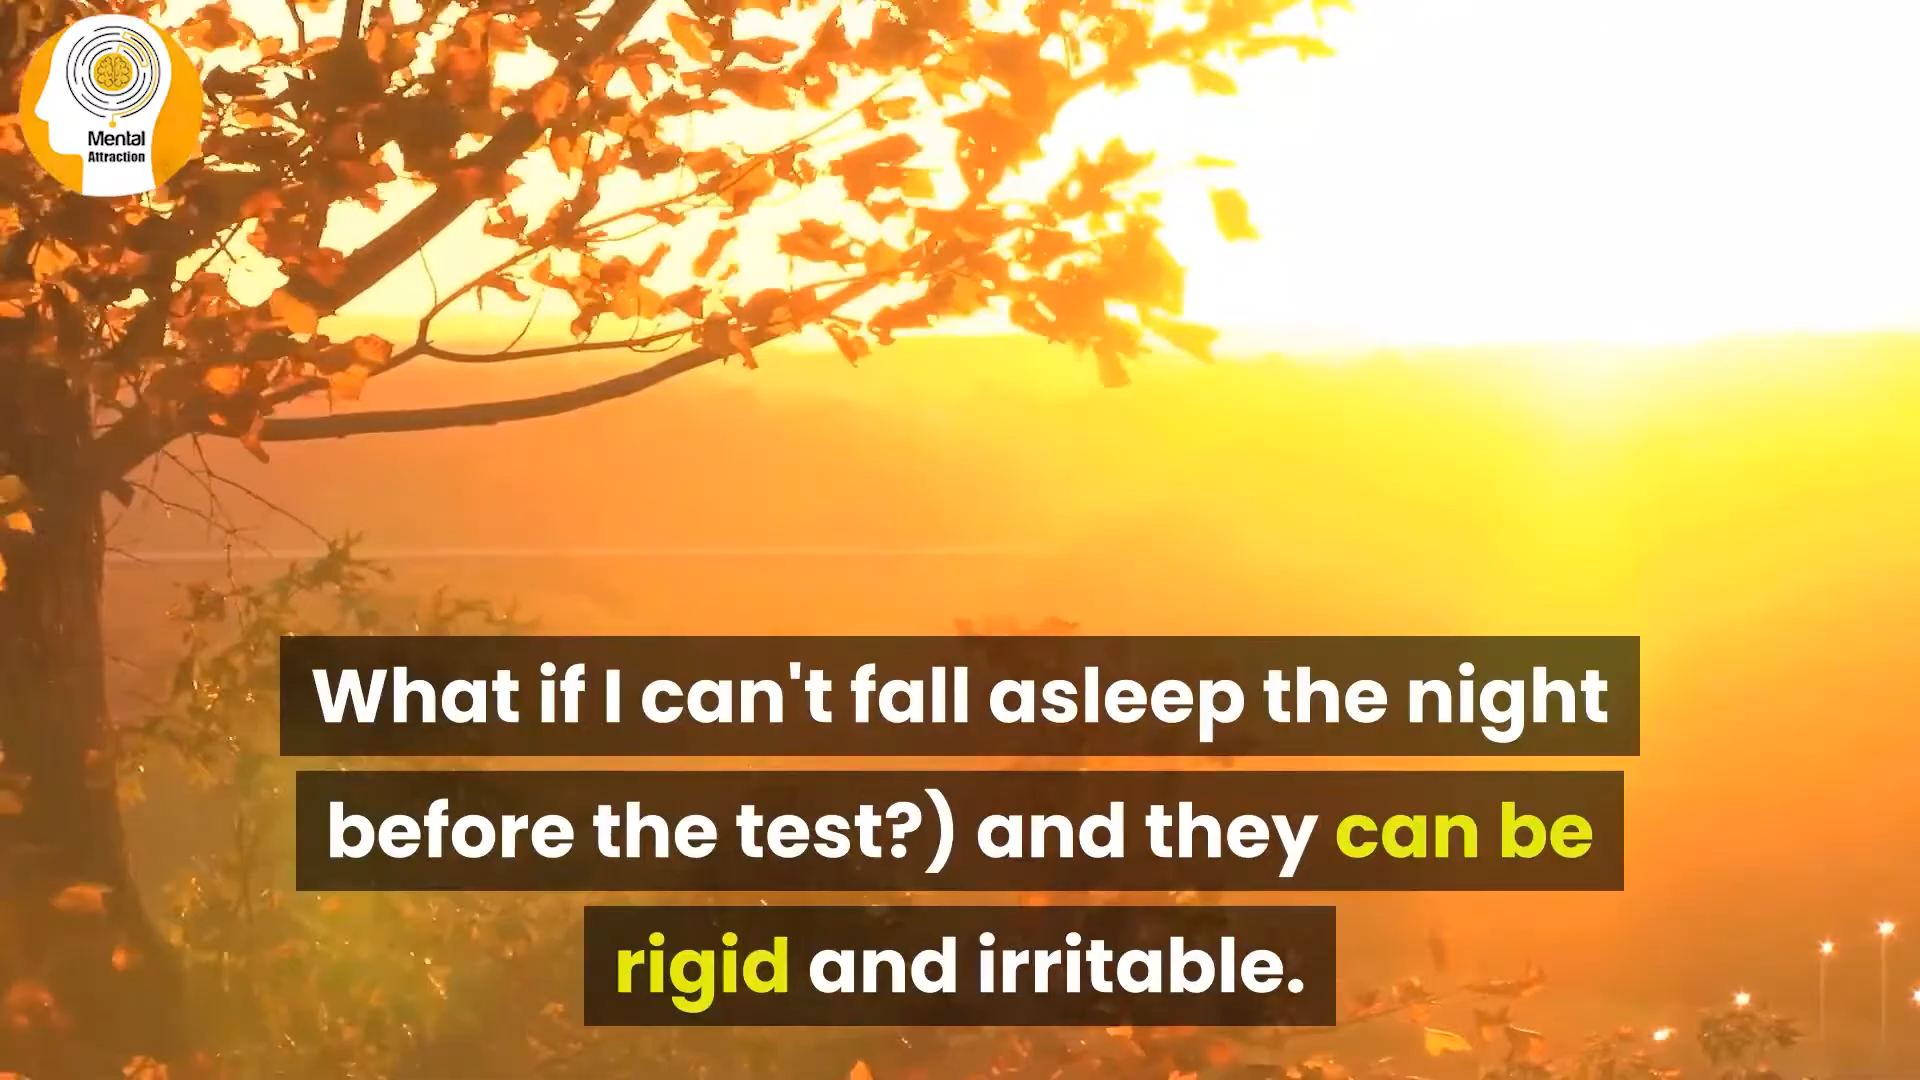 Mental
Attraction
What if I can't fall asleep the night
before the test?) and they can be
rigid and irritable.